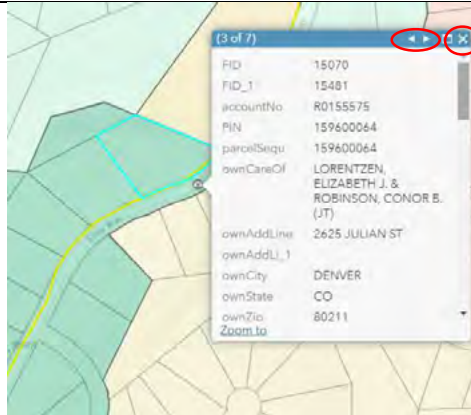 (3 of 7)
FID 15070
FID_1 15481
accountNo R0155575
PIN 159600064
parcelSequ 159600064
ownCareOf LORENTZEN,
ELIZABETH J. &
ROBINSON, CONOR B.
(JT)
ownAddLine 2625 JULIAN ST
ownAddLi_1
ownCity DENVER
ownState CO
ownZip 80211
Zoom to